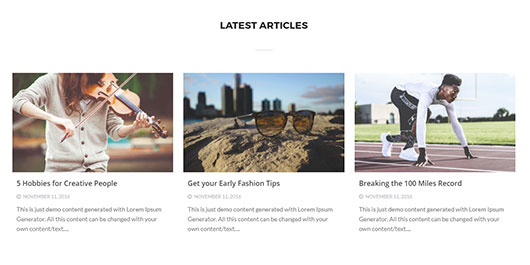 LATEST ARTICLES
5 Hobbies for Creative People
NOVEMBER 11, 2016
This is just demo content generated with Lorem Ipsum
Generator. All this content can be changed with your
own content/text....
Get your Early Fashion Tips
NOVEMBER 11, 2016
This is just demo content generated with Lorem Ipsum
Generator. All this content can be changed with your
own content/text....
Breaking the 100 Miles Record
NOVEMBER 11, 2016
This is just demo content generated with Lorem Ipsum
Generator. All this content can be changed with your
own content/text....